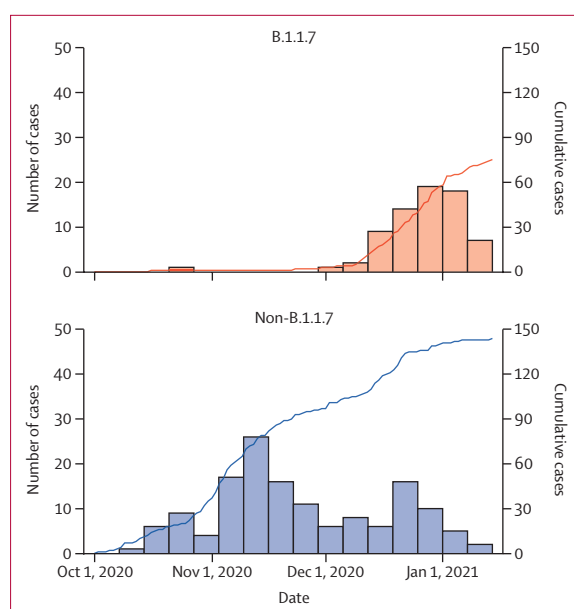 B.1.1.7
50
40
30
20
10
0
Number of cases
150
120
90
60
30
0
Cumulative cases
Non-B.1.1.7
50
40
30
20
10
0
Number of cases
150
120
90
60
30
0
Cumulative cases
Oct 1, 2020
Nov 1, 2020
Dec 1, 2020
Jan 1, 2021
Date